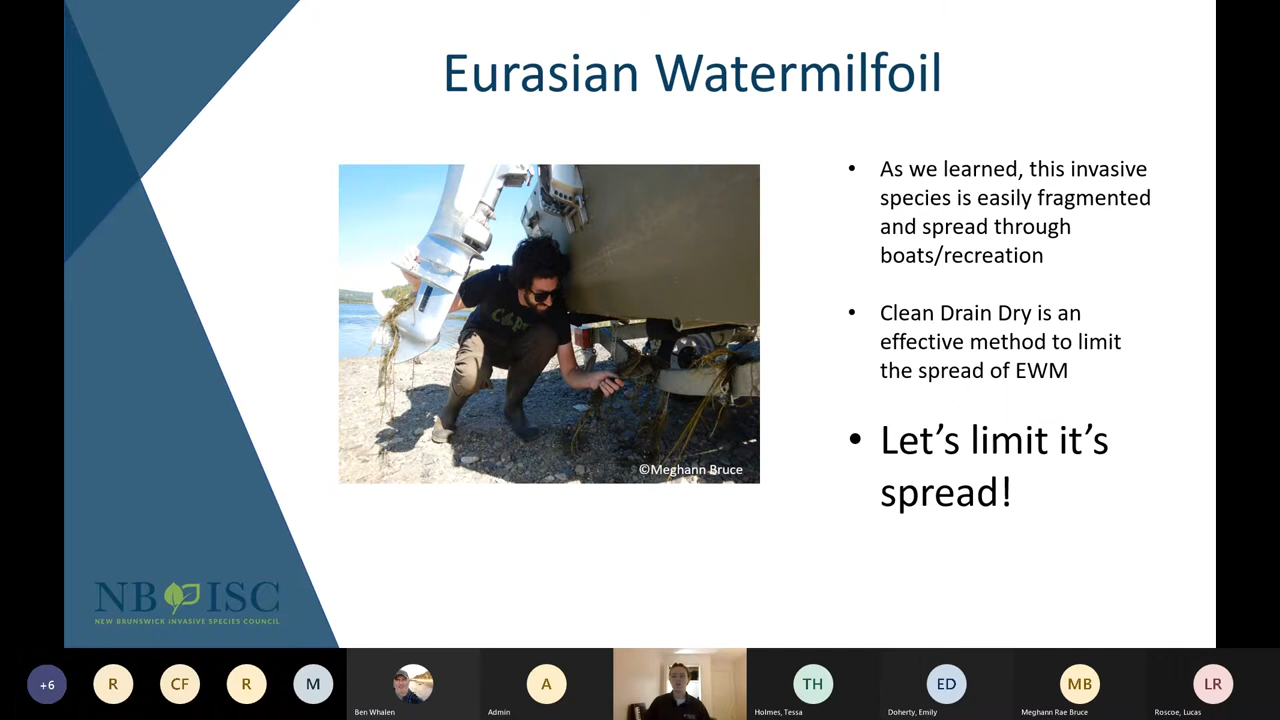 Eurasian Watermilfoil
• As we learned, this invasive
species is easily fragmented
and spread through
boats/recreation
• Clean Drain Dry is an
effective method to limit
the spread of EWM
• Let's limit it's
spread!
©Meghann Bruce
NB ISC
NEW BRUNSWICK INVASIVE SPECIES COUNCIL
+6
R
CF
R
M
Ben Whalen
A
Admin
TH
Holmes, Tessa
ED
Doherty, Emily
MB
Meghann Rae Bruce
LR
Roscoe, Lucas